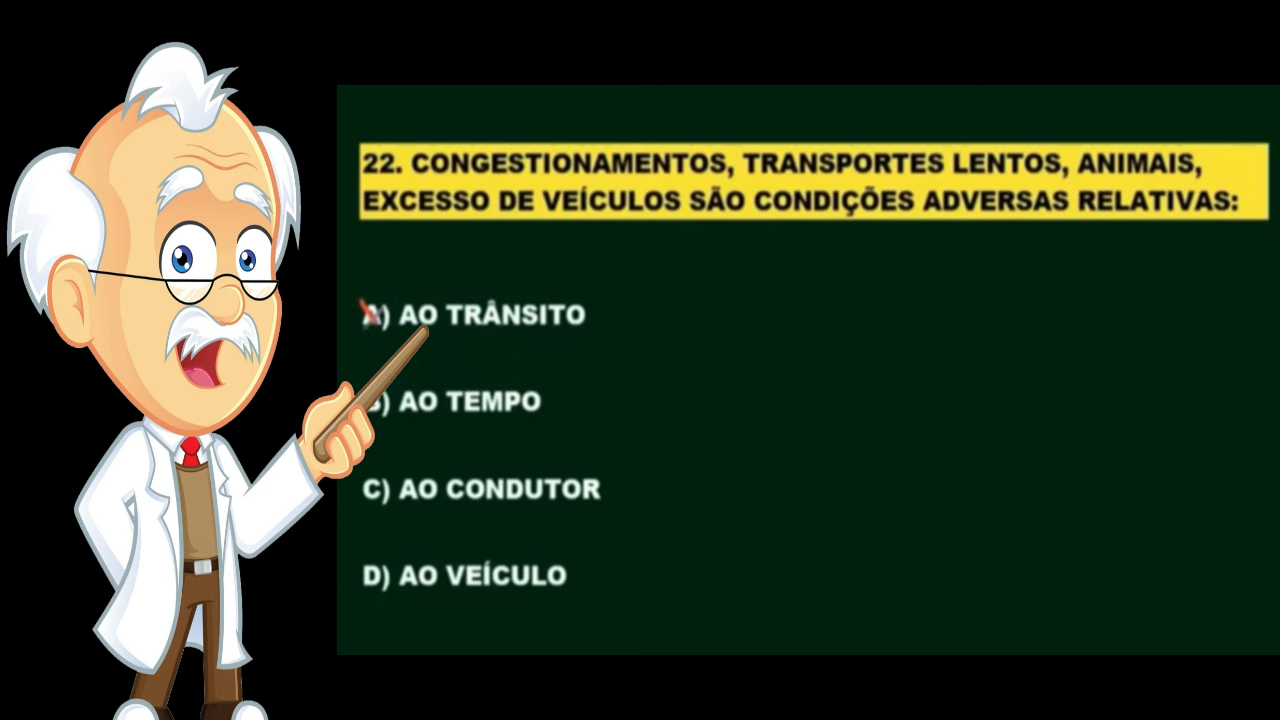 22. CONGESTIONAMENTOS, TRANSPORTES LENTOS, ANIMAIS,
EXCESSO DE VEÍCULOS SÃO CONDIÇÕES ADVERSAS RELATIVAS:
A) AO TRÂNSITO
B) AO TEMPO
C) AO CONDUTOR
D) AO VEÍCULO